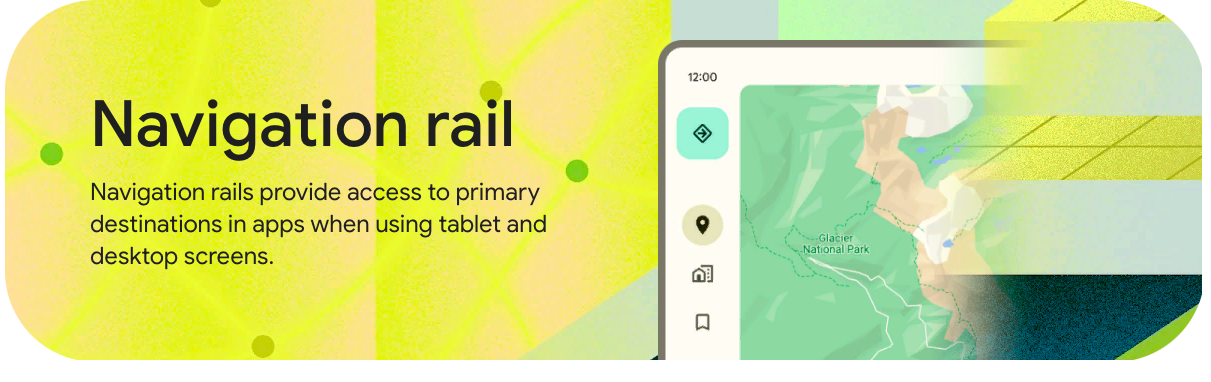 Navigation rail
Navigation rails provide access to primary
destinations in apps when using tablet and
desktop screens.
12:00
Glacier
National Park